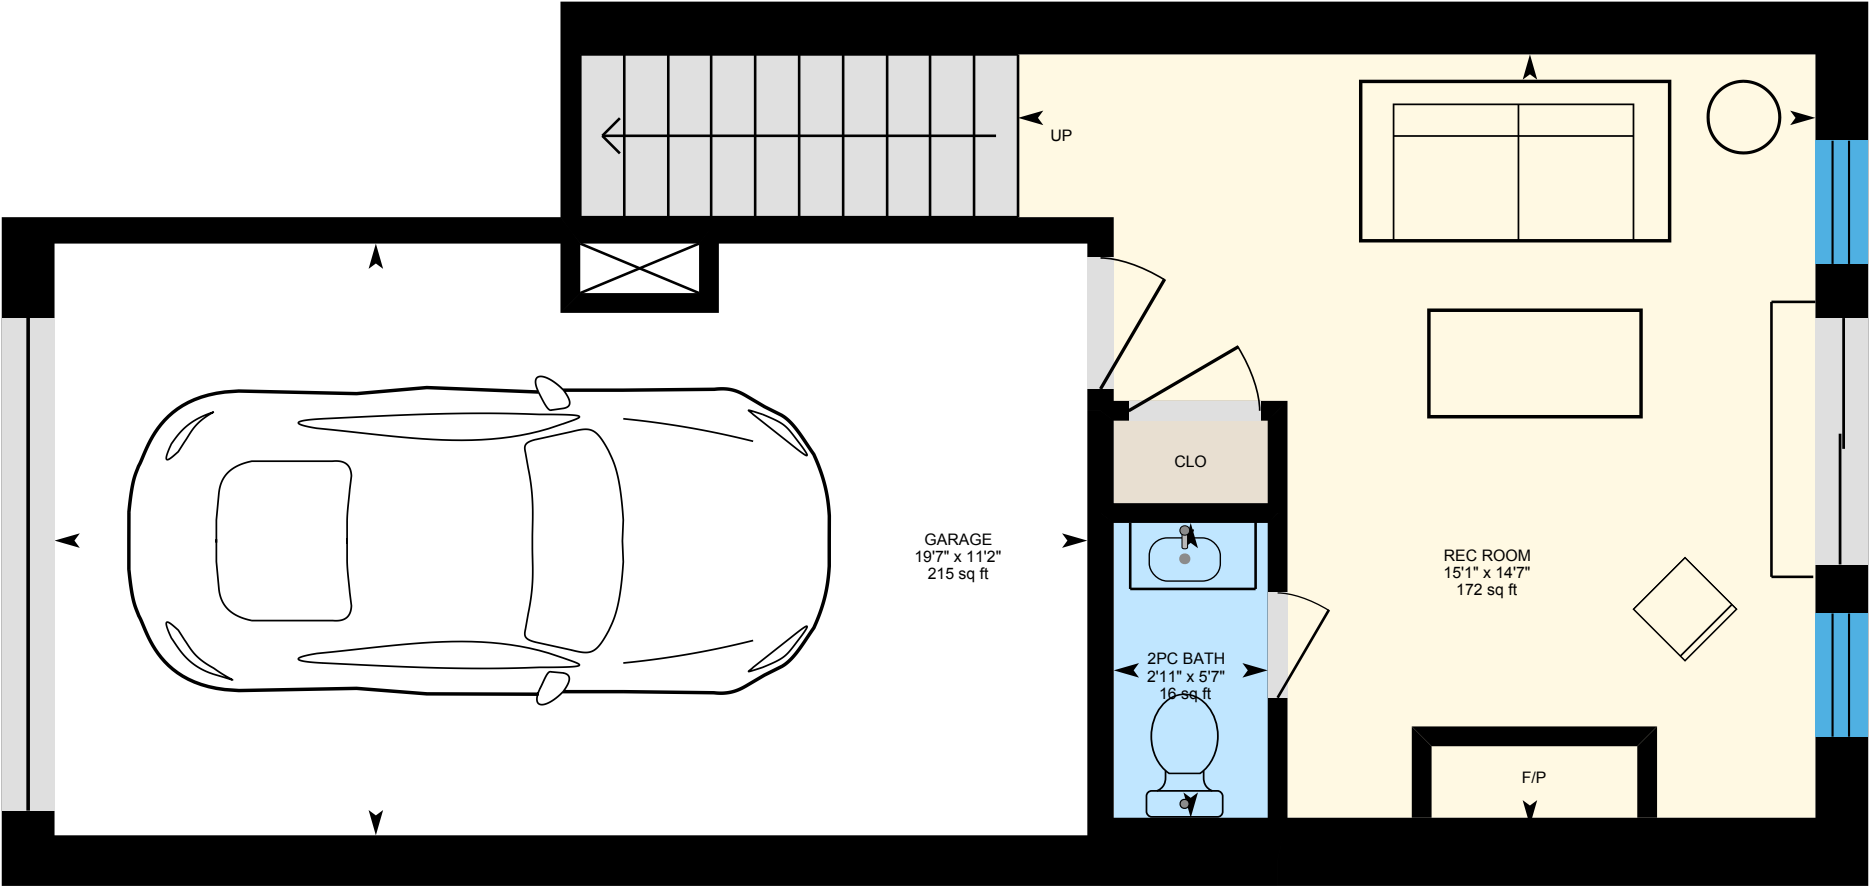 UP
CLO
GARAGE
19'7" x 11'2"
215 sq ft
REC ROOM
15'1" x 14'7"
172 sq ft
2PC BATH
2'11" x 5'7"
16 sq ft
F/P